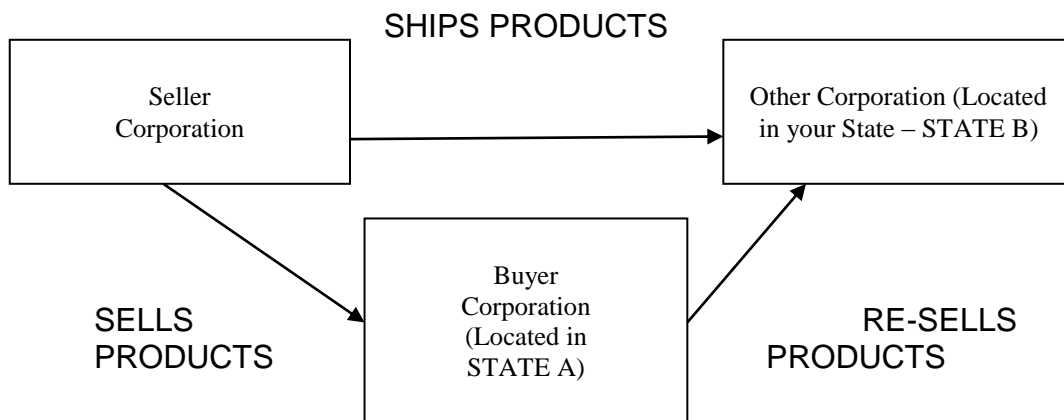 SHIPS PRODUCTS
Seller
Corporation
Other Corporation (Located
in your State – STATE B)
Buyer
Corporation
(Located in
STATE A)
SELLS
PRODUCTS
RE-SELLS
PRODUCTS